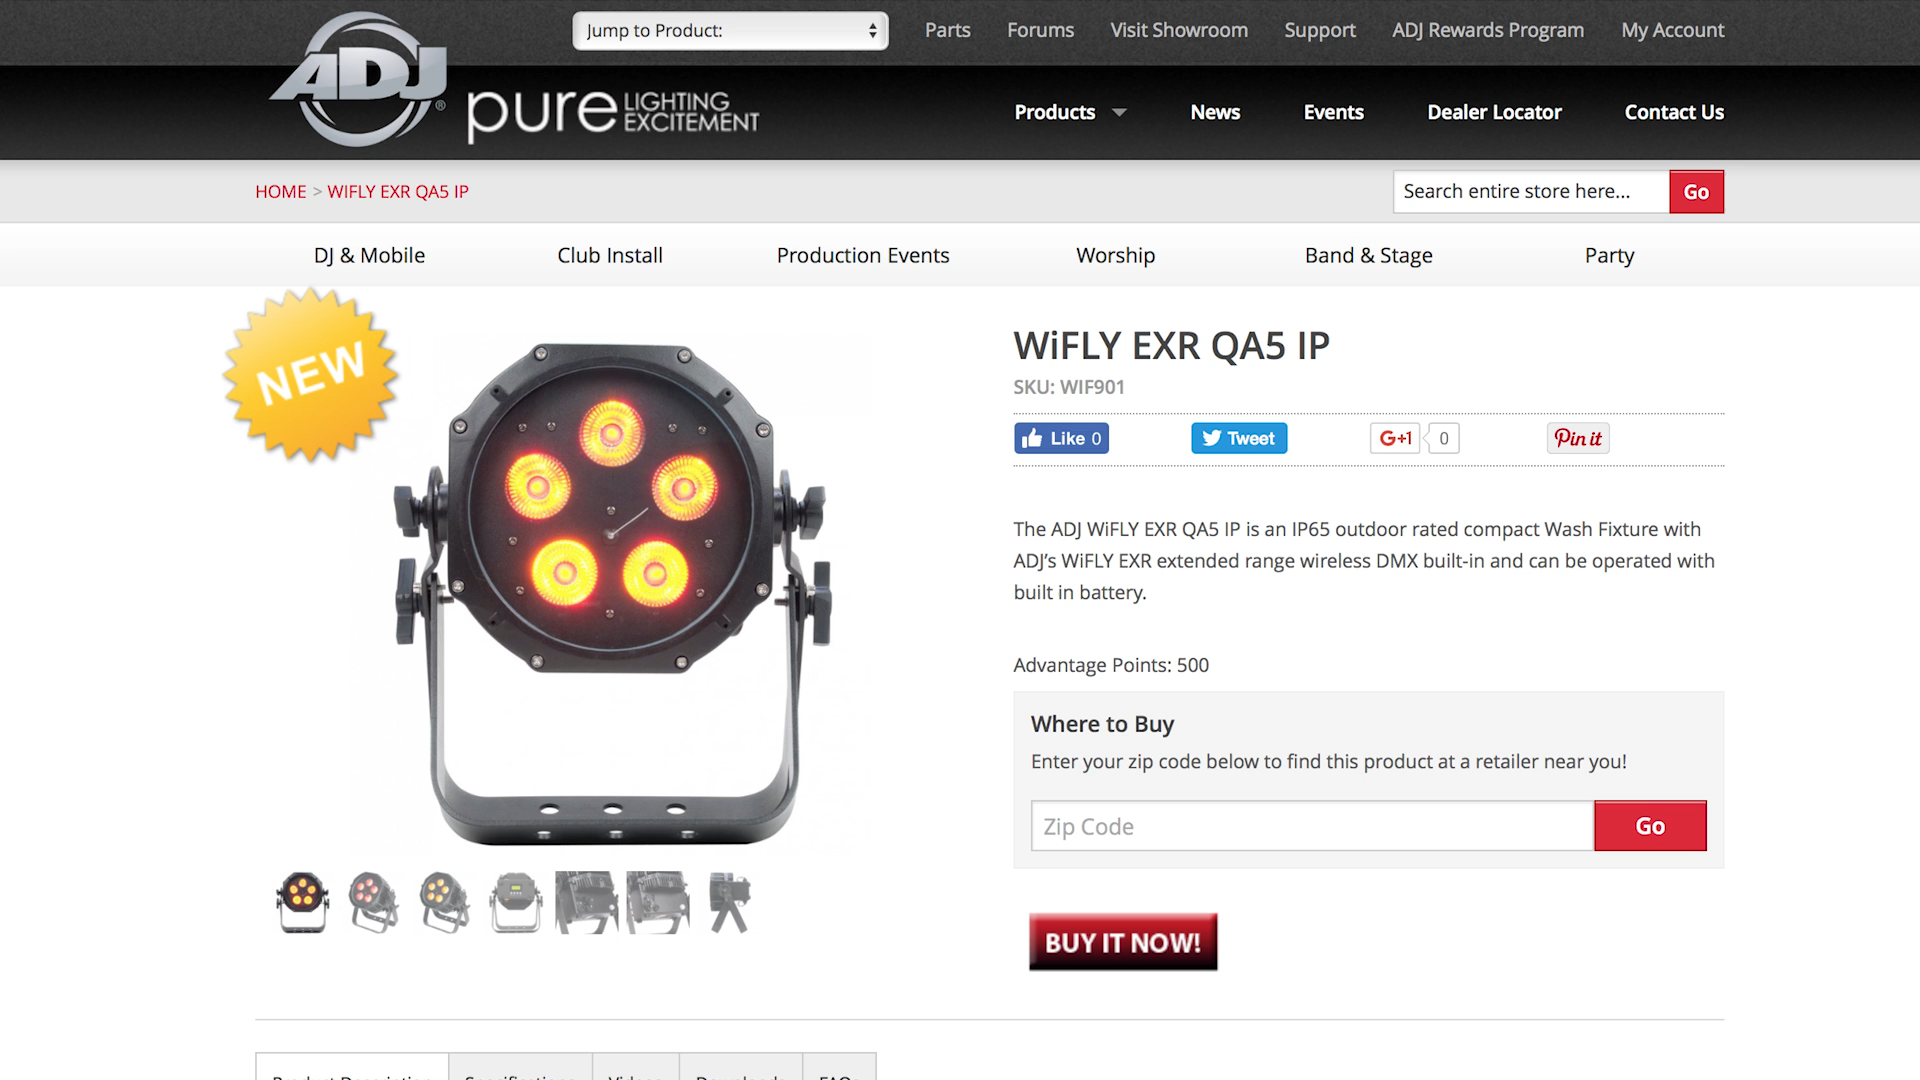 Jump to Product:
Parts
Forums
Visit Showroom
Support
ADJ Rewards Program
My Account
ADJ®
pure LIGHTING EXCITEMENT
Products
News
Events
Dealer Locator
Contact Us
HOME > WIFLY EXR QA5 IP
Search entire store here...
Go
DJ & Mobile
Club Install
Production Events
Worship
Band & Stage
Party
NEW
WiFLY EXR QA5 IP
SKU: WIF901
Like 0
Tweet
G+1
0
Pin it
The ADJ WiFLY EXR QA5 IP is an IP65 outdoor rated compact Wash Fixture with
ADJ’s WiFLY EXR extended range wireless DMX built-in and can be operated with
built in battery.
Advantage Points: 500
Where to Buy
Enter your zip code below to find this product at a retailer near you!
Zip Code
Go
BUY IT NOW!
Product Description
Specifications
Videos
Downloads
FAQs